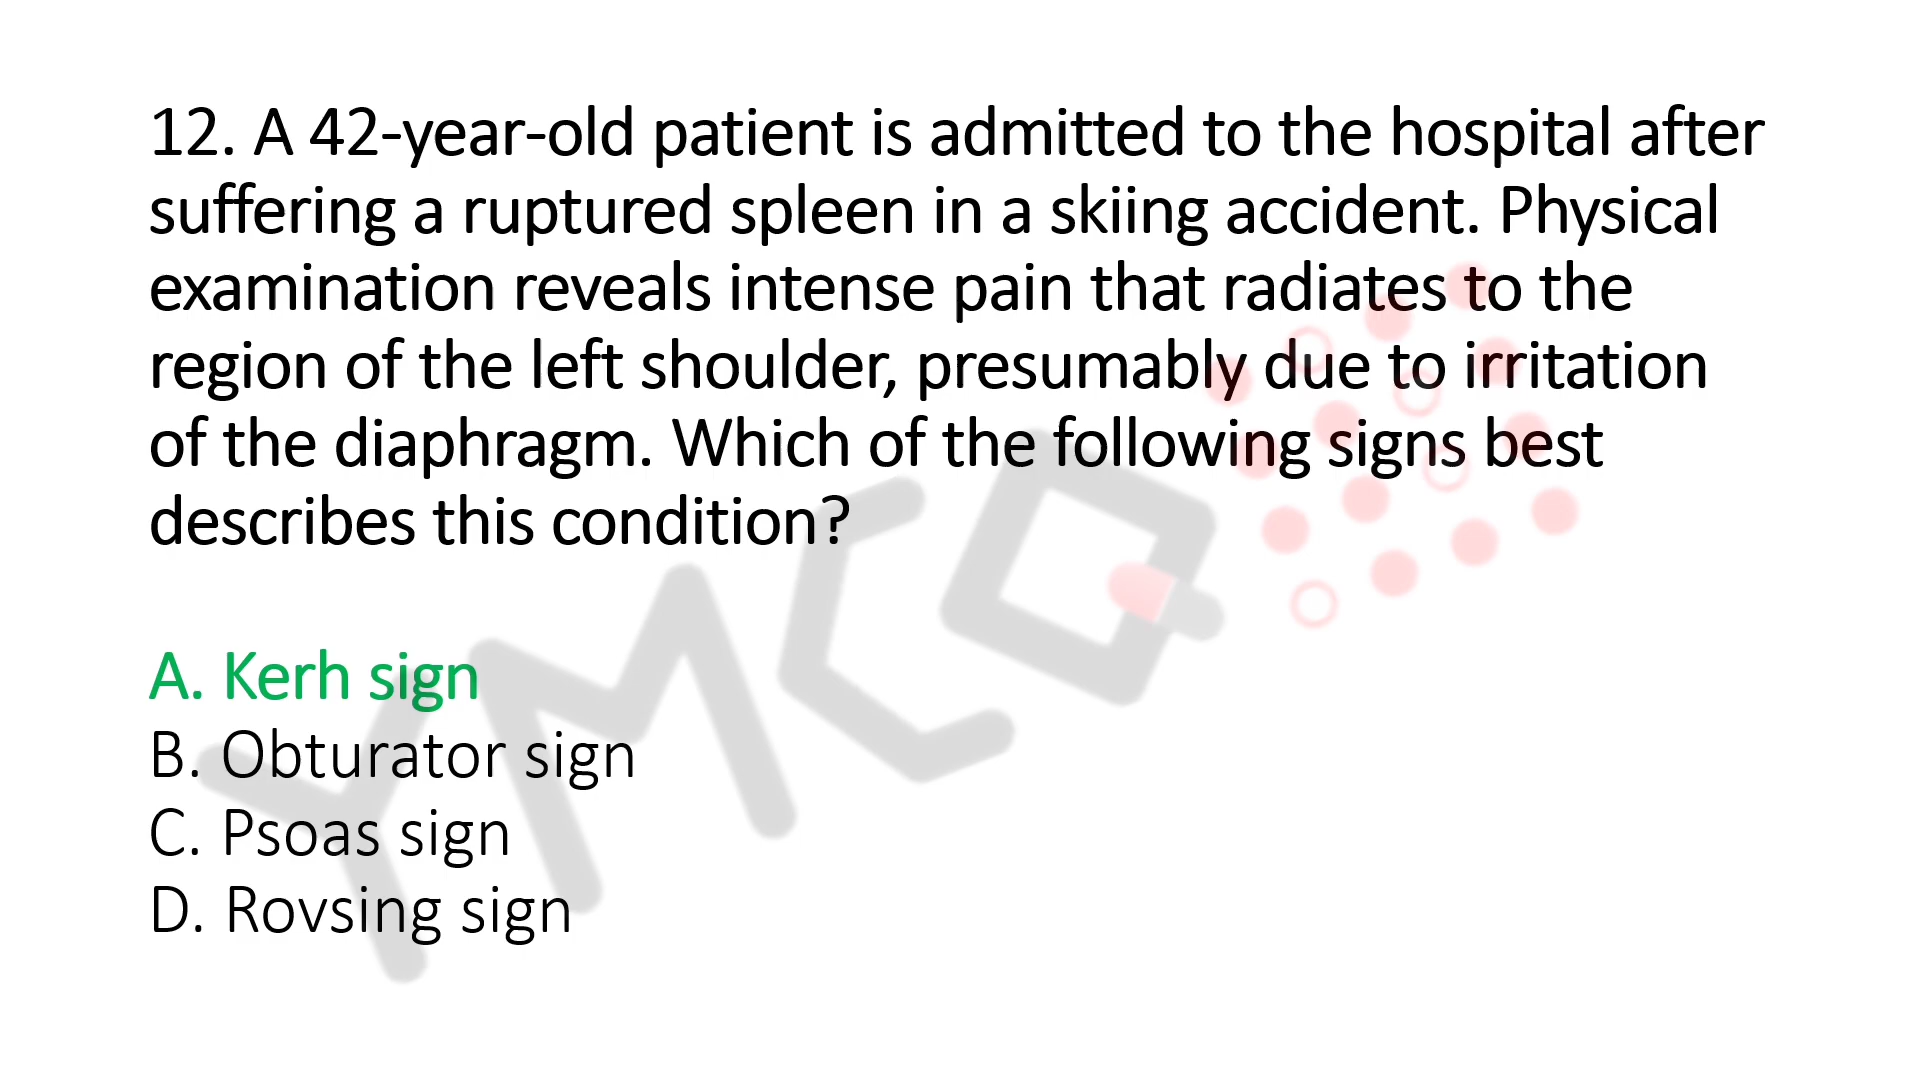 12. A 42-year-old patient is admitted to the hospital after
suffering a ruptured spleen in a skiing accident. Physical
examination reveals intense pain that radiates to the
region of the left shoulder, presumably due to irritation
of the diaphragm. Which of the following signs best
describes this condition?
A. Kerh sign
B. Obturator sign
C. Psoas sign
D. Rovsing sign
YMCQ